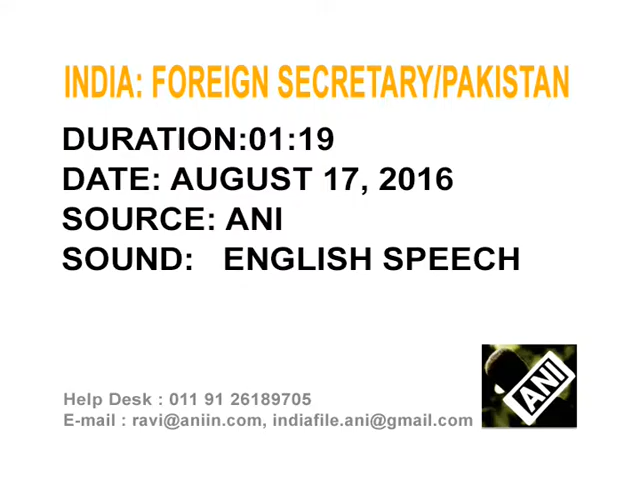 INDIA: FOREIGN SECRETARY/PAKISTAN
DURATION:01:19
DATE: AUGUST 17, 2016
SOURCE: ANI
SOUND: ENGLISH SPEECH
Help Desk : 011 91 26189705
E-mail : ravi@aniin.com, indiafile.ani@gmail.com
ANI